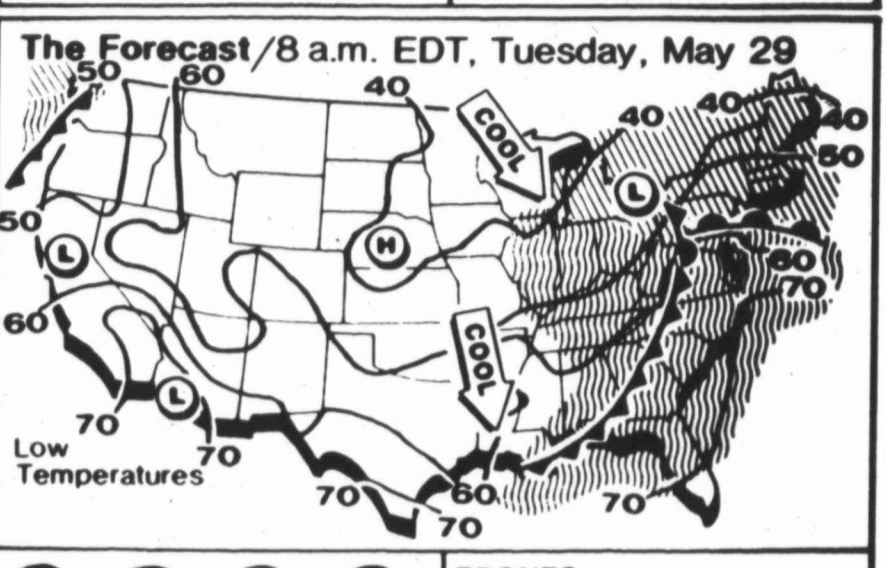 The Forecast/8 a.m. EDT, Tuesday, May 29
50 60 40
40 40 40
COOL
50
L
50
L H
60
70
60
COOL
L
70 70
Low
Temperatures
70 60 70
70